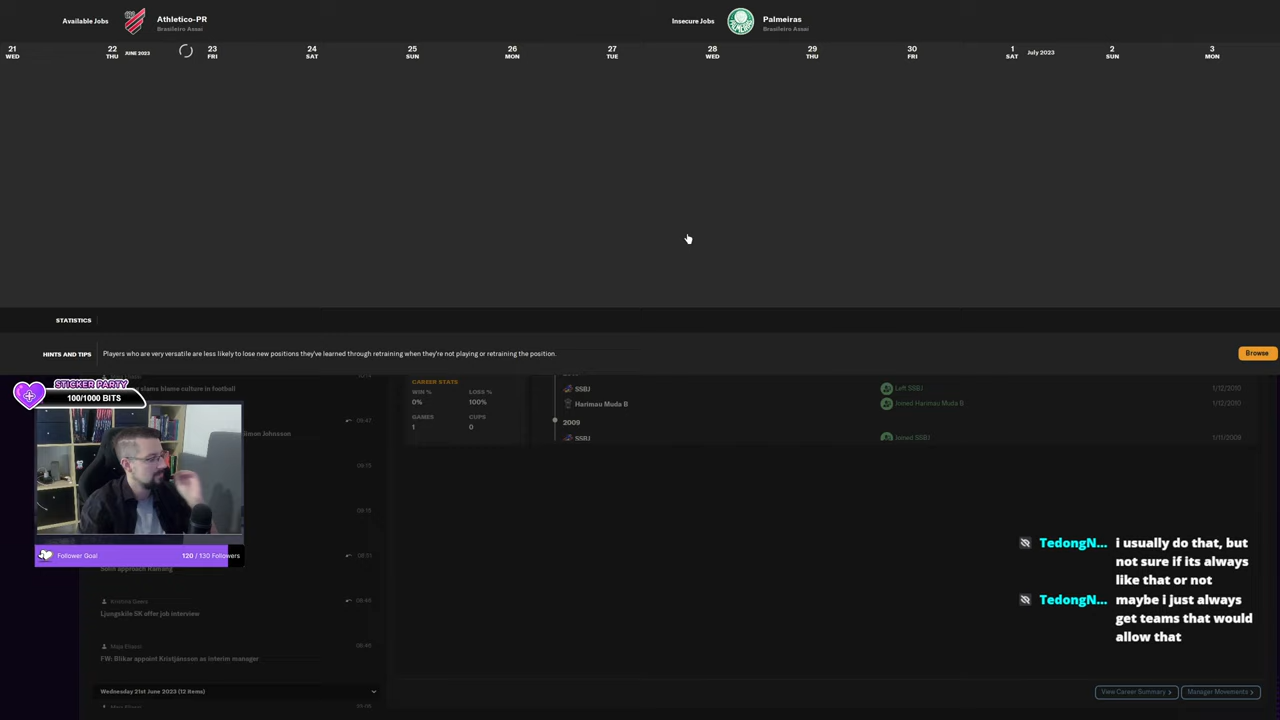 Available Jobs
Athletico-PR
Brasileiro Assaí
Insecure Jobs
Palmeiras
Brasileiro Assaí
21 22 23 24 25 26 27 28 29 30 1 2 3
WED THU JUNE 2023 FRI SAT SUN MON TUE WED THU FRI SAT July 2023 SUN MON
STATISTICS
HINTS AND TIPS Players who are very versatile are less likely to lose new positions they've learned through retraining when they're not playing or retraining the position.
Browse
STICKER PARTY
100/1000 BITS
slams blame culture in football
CAREER STATS
WIN % LOSS %
0% 100%
GAMES CUPS
1 0
SSBJ Left SSBJ 1/12/2010
Harimau Muda B Joined Harimau Muda B 1/12/2010
2009
SSBJ Joined SSBJ 1/11/2009
Simon Johnsson
Follower Goal 120 / 130 Followers
Ljungskile SK offer job interview
FW: Blikar appoint Kristjánsson as interim manager
Wednesday 21st June 2023 (12 Items)
TedongN... i usually do that, but
not sure if its always
like that or not
TedongN... maybe i just always
get teams that would
allow that
View Career Summary >
Manager Movements >